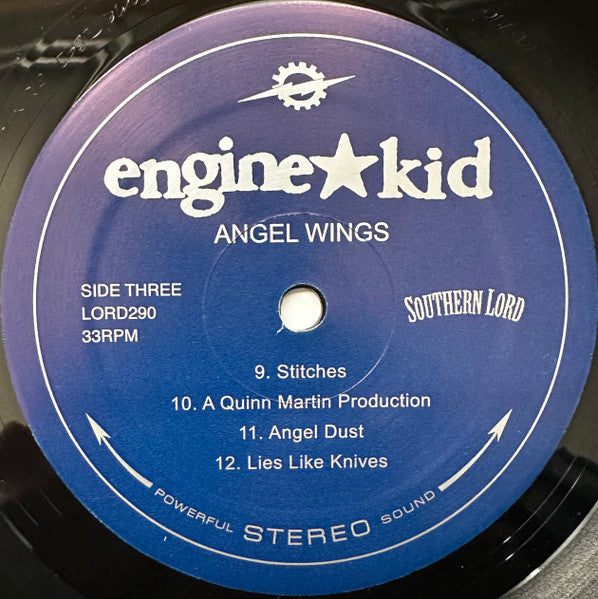 engine★kid
ANGEL WINGS
SIDE THREE
LORD290
33RPM
SOUTHERN LORD
9. Stitches
10. A Quinn Martin Production
11. Angel Dust
12. Lies Like Knives
POWERFUL STEREO SOUND